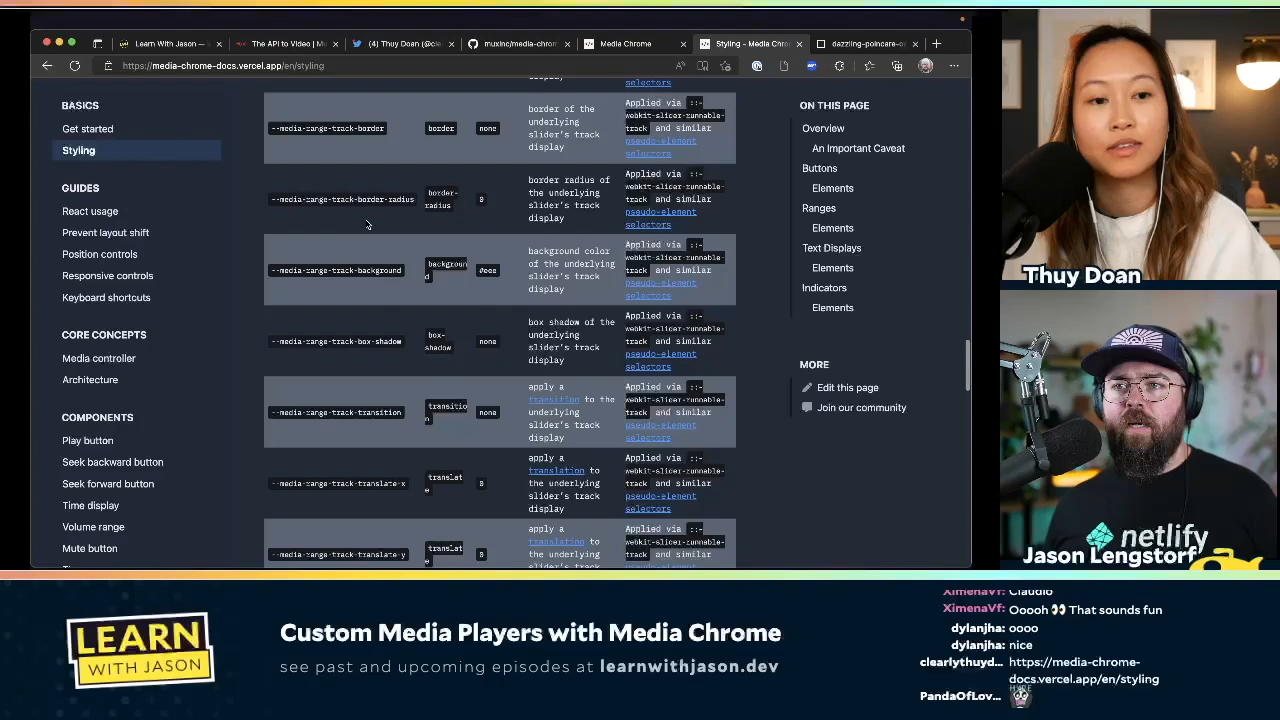 Learn With Jason —
The API to Video | M
(4) Thuy Doan (@cle
muxinc/media-chrom
Media Chrome
Styling - Media Chro
dazzling-poincare-o
https://media-chrome-docs.vercel.app/en/styling
BASICS
Get started
Styling
GUIDES
React usage
Prevent layout shift
Position controls
Responsive controls
Keyboard shortcuts
CORE CONCEPTS
Media controller
Architecture
COMPONENTS
Play button
Seek backward button
Seek forward button
Time display
Volume range
Mute button
display
selectors
--media-range-track-border
border
none
border of the
underlying
slider's track
display
Applied via ::-
webkit-slider-runnable-
track and similar
pseudo-element
selectors
--media-range-track-border-radius
border-
radius
0
border radius of
the underlying
slider's track
display
Applied via ::-
webkit-slider-runnable-
track and similar
pseudo-element
selectors
--media-range-track-background
backgroun
d
#eee
background color
of the underlying
slider's track
display
Applied via ::-
webkit-slider-runnable-
track and similar
pseudo-element
selectors
--media-range-track-box-shadow
box-
shadow
none
box shadow of the
underlying
slider's track
display
Applied via ::-
webkit-slider-runnable-
track and similar
pseudo-element
selectors
--media-range-track-transition
transitio
n
none
apply a
transition to the
underlying
slider's track
display
Applied via ::-
webkit-slider-runnable-
track and similar
pseudo-element
selectors
--media-range-track-translate-x
translat
e
0
apply a
translation to
the underlying
slider's track
display
Applied via ::-
webkit-slider-runnable-
track and similar
pseudo-element
selectors
--media-range-track-translate-y
translat
e
0
apply a
translation to
the underlying
Applied via ::-
webkit-slider-runnable-
track and similar
ON THIS PAGE
Overview
An Important Caveat
Buttons
Elements
Ranges
Elements
Text Displays
Elements
Indicators
Elements
MORE
Edit this page
Join our community
Thuy Doan
netlify
Jason Lengstorf
LEARN
WITH JASON
Custom Media Players with Media Chrome
see past and upcoming episodes at learnwithjason.dev
XimenaVf: Claudio
XimenaVf: Ooooh 👀 That sounds fun
dylanjha: oooo
dylanjha: nice
clearlythuyd... https://media-chrome-
docs.vercel.app/en/styling
PandaOfLov...